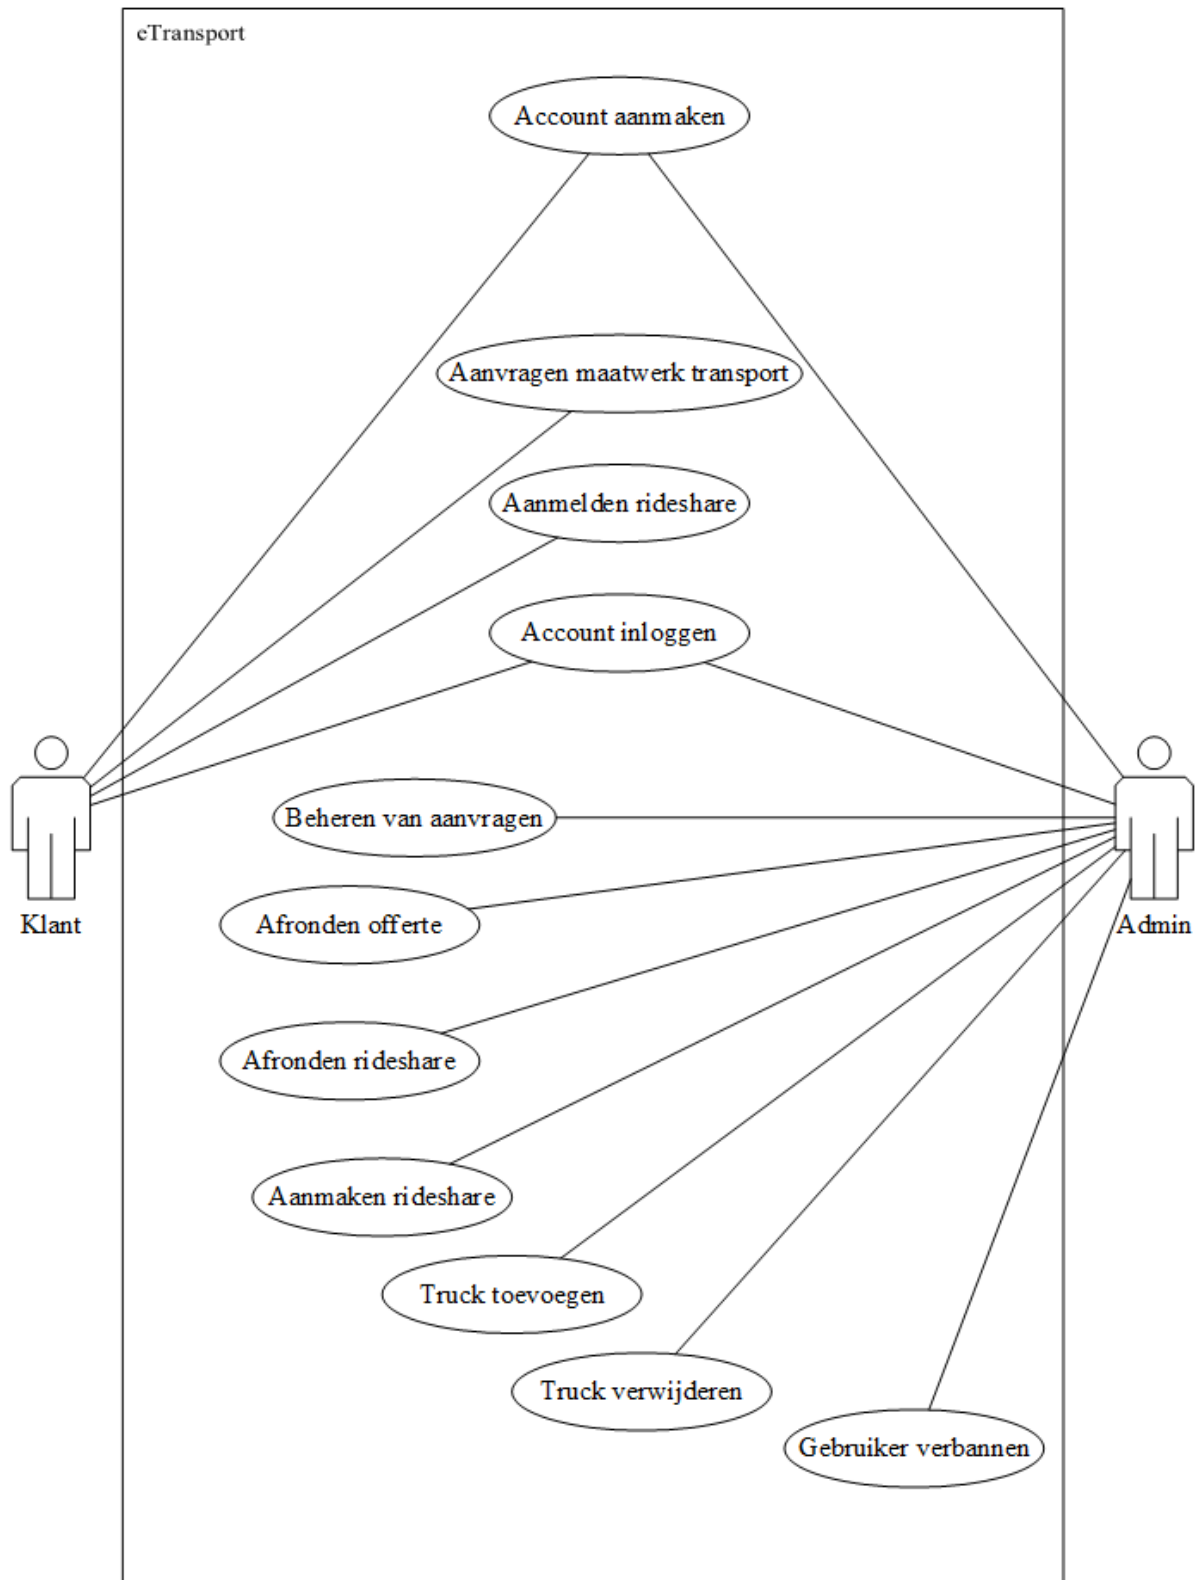 eTransport
Account aanmaken
Aanvragen maatwerk transport
Aanmelden rideshare
Account inloggen
Beheren van aanvragen
Klant
Afronden offerte
Admin
Afronden rideshare
Aanmaken rideshare
Truck toevoegen
Truck verwijderen
Gebruiker verbannen